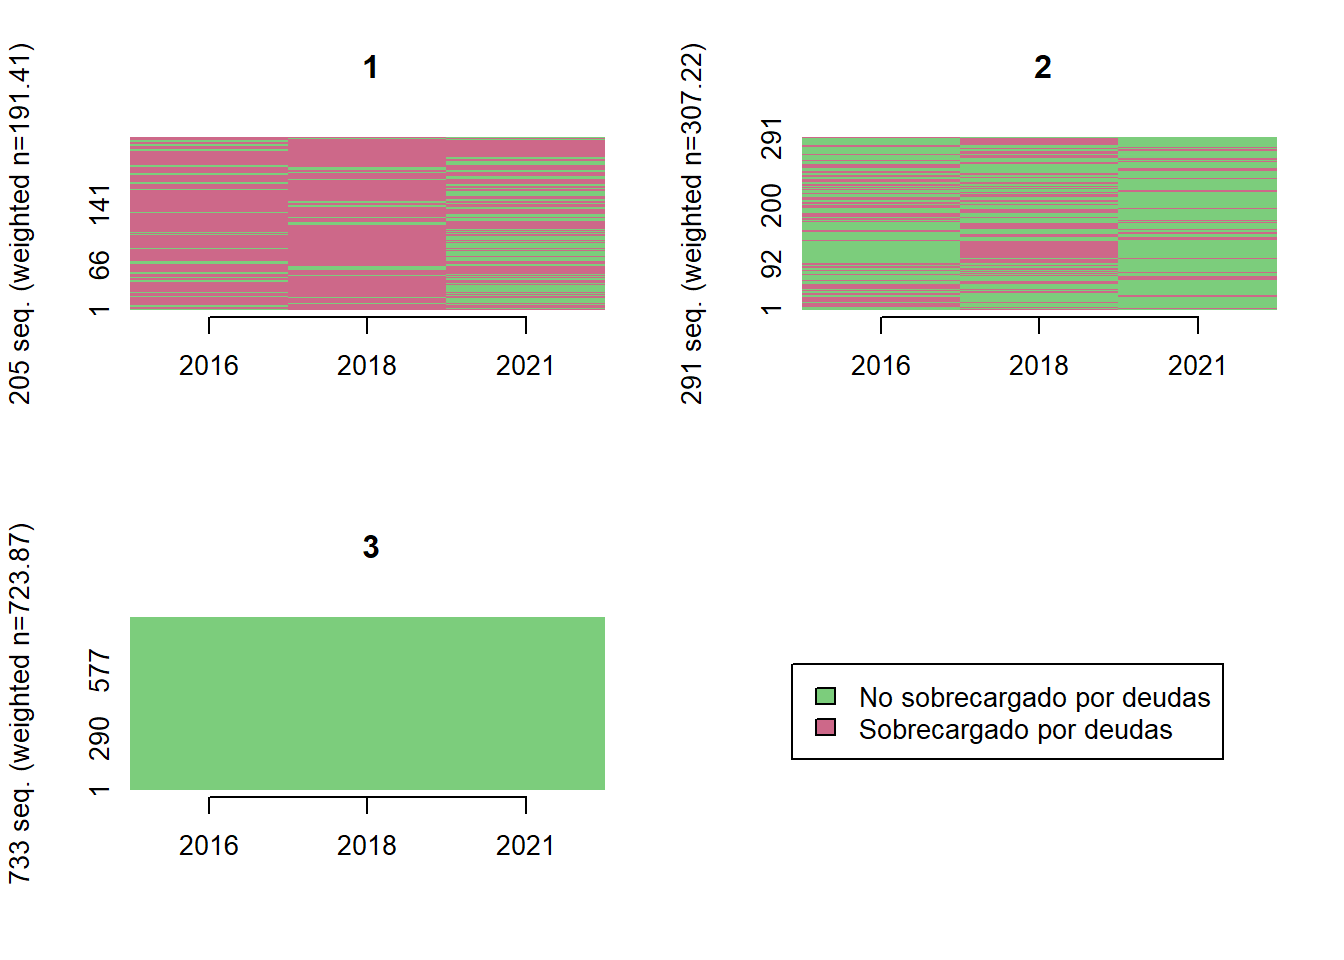 1
205 seq. (weighted n=191.41)
141
66
1
2016 2018 2021
2
291 seq. (weighted n=307.22)
291
200
92
1
2016 2018 2021
3
733 seq. (weighted n=723.87)
577
290
1
2016 2018 2021
No sobrecargado por deudas
Sobrecargado por deudas